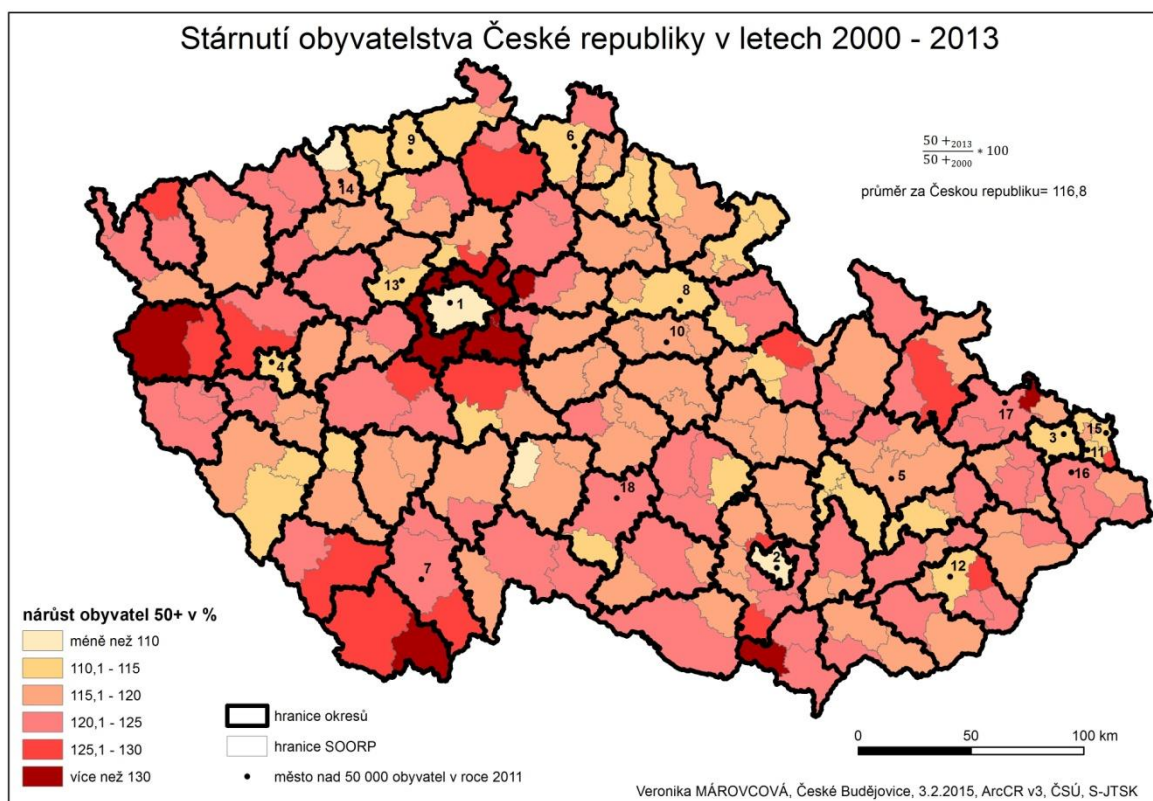 Stárnutí obyvatelstva České republiky v letech 2000 - 2013
50 +2013
50 +2000
* 100
průměr za Českou republiku= 116,8
6
9
14
13
1
8
10
4
17
15
3
11
16
5
18
2
12
7
nárůst obyvatel 50+ v %
méně než 110
110,1 - 115
115,1 - 120
120,1 - 125
125,1 - 130
více než 130
hranice okresů
hranice SOORP
město nad 50 000 obyvatel v roce 2011
0 50 100 km
Veronika MÁROVCOVÁ, České Budějovice, 3.2.2015, ArcCR v3, ČSÚ, S-JTSK